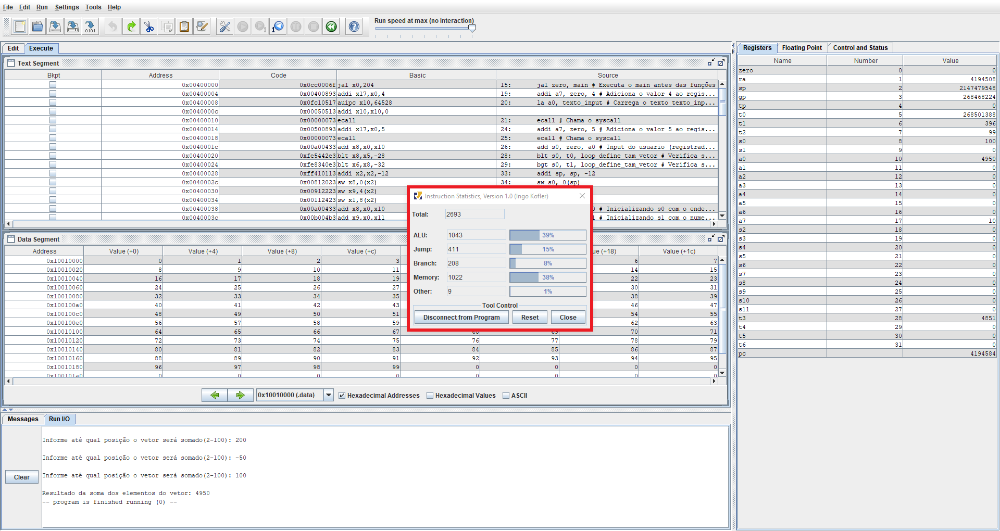 File Edit Run Settings Tools Help
Run speed at max (no interaction)
Edit Execute
Text Segment
Bkpt Address Code Basic Source
0x00400000 0x0cc0006f jal x0,204 15: jal zero, main # Executa o main antes das funções
0x00400004 0x00400893 addi x17,x0,4 19: addi a7, zero, 4 # Adiciona o valor 4 ao regis...
0x00400008 0x0fc10517 auipc x10,64528 20: la a0, texto_input # Carrega o texto texto_inp...
0x0040000c 0x00050513 addi x10,x10,0
0x00400010 0x00000073 ecall 21: ecall # Chama o syscall
0x00400014 0x00500893 addi x17,x0,5 24: addi a7, zero, 5 # Adiciona o valor 5 ao regis...
0x00400018 0x00000073 ecall 25: ecall # Chama o syscall
0x0040001c 0x00a00433 add x8,x0,x10 26: add s0, zero, a0 # Input do usuario (registrad...
0x00400020 0xfe5442e3 blt x8,x5,-28 28: blt s0, t0, loop_define_tam_vetor # Verifica s...
0x00400024 0xfe8340e3 blt x6,x8,-32 29: bgt s0, t1, loop_define_tam_vetor # Verifica s...
0x00400028 0xff410113 addi x2,x2,-12 33: addi sp, sp, -12
0x0040002c 0x00812023 sw x8,0(x2) 34: sw s0, 0(sp)
0x00400030 0x00912223 sw x9,4(x2)
0x00400034 0x00112423 sw x1,8(x2)
0x00400038 0x00a00433 add x8,x0,x10 0 # Inicializando s0 com o ende...
0x0040003c 0x00b004b3 add x9,x0,x11 1 # Inicializando s1 com o nume...
Instruction Statistics, Version 1.0 (Ingo Kofler)
Total: 2693
ALU: 1043 39%
Jump: 411 15%
Branch: 208 8%
Memory: 1022 38%
Other: 9 1%
Tool Control
Disconnect from Program Reset Close
Data Segment
Address Value (+0) Value (+4) Value (+8) Value (+c) ue (+18) Value (+1c)
0x10010000 0 1 2 3 6 7
0x10010020 8 9 10 11 14 15
0x10010040 16 17 18 19 22 23
0x10010060 24 25 26 27 30 31
0x10010080 32 33 34 35 38 39
0x100100a0 40 41 42 43 46 47
0x100100c0 48 49 50 51 54 55
0x100100e0 56 57 58 59 62 63
0x10010100 64 65 66 67 68 69 70 71
0x10010120 72 73 74 75 76 77 78 79
0x10010140 80 81 82 83 84 85 86 87
0x10010160 88 89 90 91 92 93 94 95
0x10010180 96 97 98 99 0 0 0 0
0x100101a0 0 0 0 0 0 0 0 0
0x10010000 (.data) Hexadecimal Addresses Hexadecimal Values ASCII
Messages Run I/O
Clear
Informe até qual posição o vetor será somado(2-100): 200
Informe até qual posição o vetor será somado(2-100): -50
Informe até qual posição o vetor será somado(2-100): 100
Resultado da soma dos elementos do vetor: 4950
-- program is finished running (0) --
Registers Floating Point Control and Status
Name Number Value
zero 0 0
ra 1 4194508
sp 2 2147479548
gp 3 268468224
tp 4 0
t0 5 268501388
t1 6 396
t2 7 99
s0 8 100
s1 9 0
a0 10 4950
a1 11 0
a2 12 0
a3 13 0
a4 14 0
a5 15 0
a6 16 0
a7 17 10
s2 18 0
s3 19 0
s4 20 0
s5 21 0
s6 22 0
s7 23 0
s8 24 0
s9 25 0
s10 26 0
s11 27 0
t3 28 4851
t4 29 0
t5 30 0
t6 31 0
pc 4194584